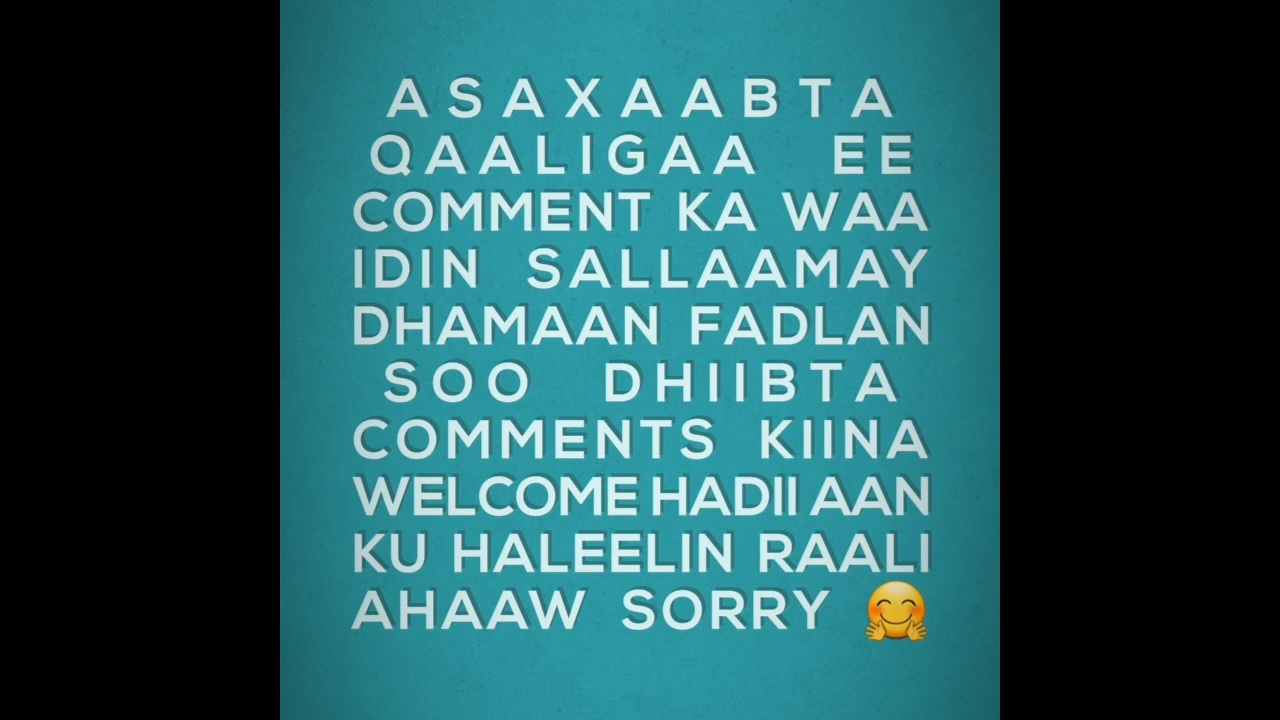 ASAXAABTA
QAALIGAA EE
COMMENT KA WAA
IDIN SALLAAMAY
DHAMAAN FADLAN
SOO DHIIBTA
COMMENTS KIINA
WELCOME HADII AAN
KU HALEELIN RAALI
AHAAW SORRY 🤗